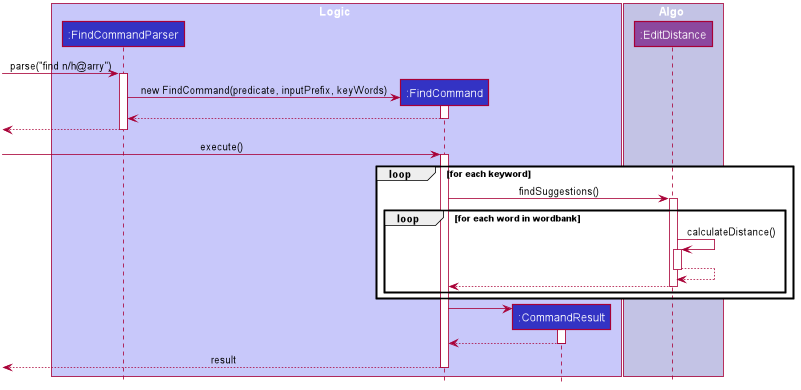 Logic
Algo
:FindCommandParser
:EditDistance
parse("find n/h@arry")
new FindCommand(predicate, inputPrefix, keyWords)
:FindCommand
execute()
loop [for each keyword]
findSuggestions()
loop [for each word in wordbank]
calculateDistance()
:CommandResult
result